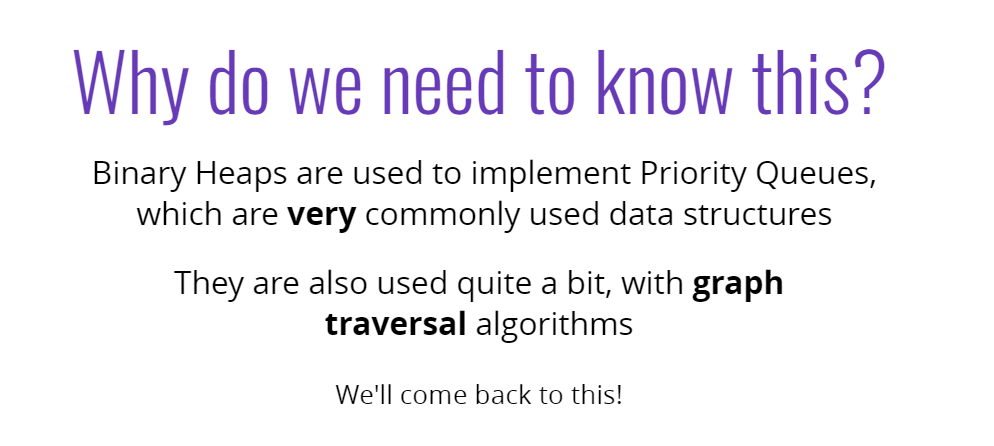 Why do we need to know this?
Binary Heaps are used to implement Priority Queues,
which are very commonly used data structures
They are also used quite a bit, with graph
traversal algorithms
We'll come back to this!